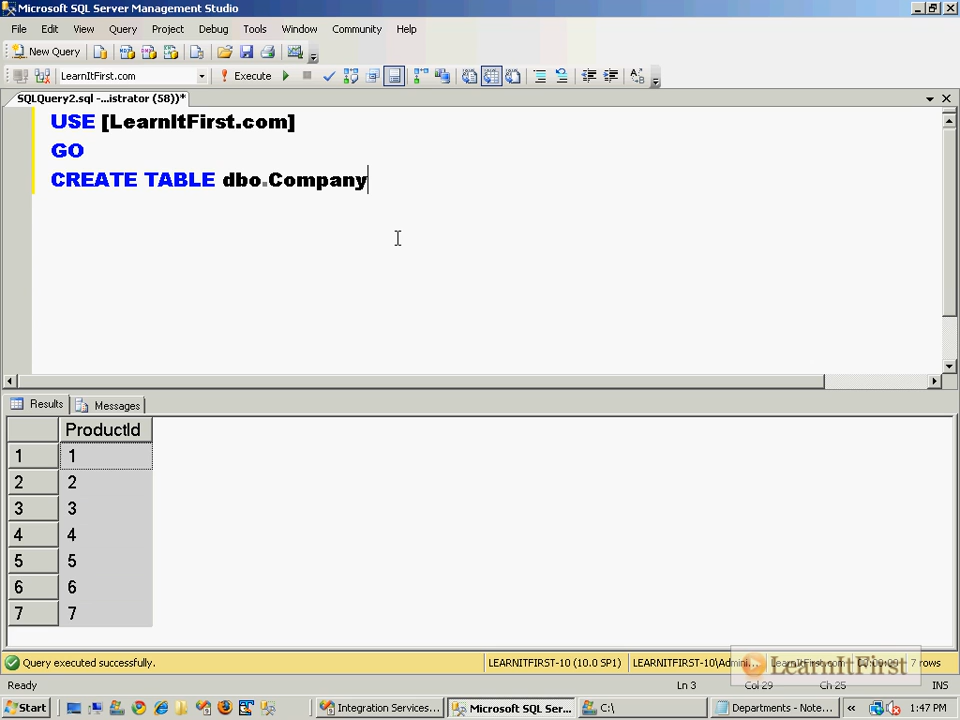 Microsoft SQL Server Management Studio
File Edit View Query Project Debug Tools Window Community Help
New Query
LearnItFirst.com Execute
SQLQuery2.sql -...istrator (58))*
USE [LearnItFirst.com]
GO
CREATE TABLE dbo.Company
Results Messages
ProductId
1 1
2 2
3 3
4 4
5 5
6 6
7 7
Query executed successfully. LEARNITFIRST-10 (10.0 SP1) LEARNITFIRST-10\Admini... LearnItFirst.com 7 rows
LearnItFirst
Ready Ln 3 Col 29 Ch 25 INS
Start Integration Services... Microsoft SQL Ser... C:\ Departments - Note... « 1:47 PM